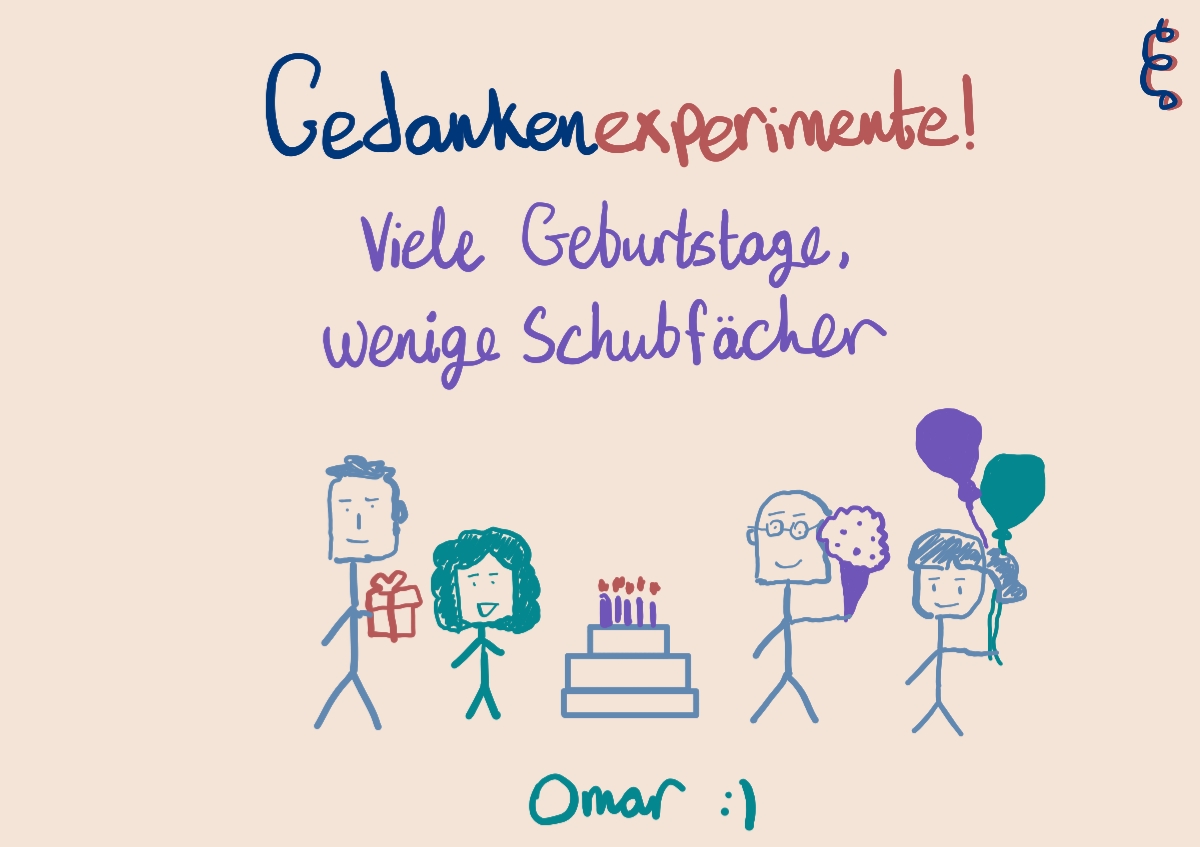 Gedankenexperimente!
Viele Geburtstage,
wenige Schubfächer
Omar :)